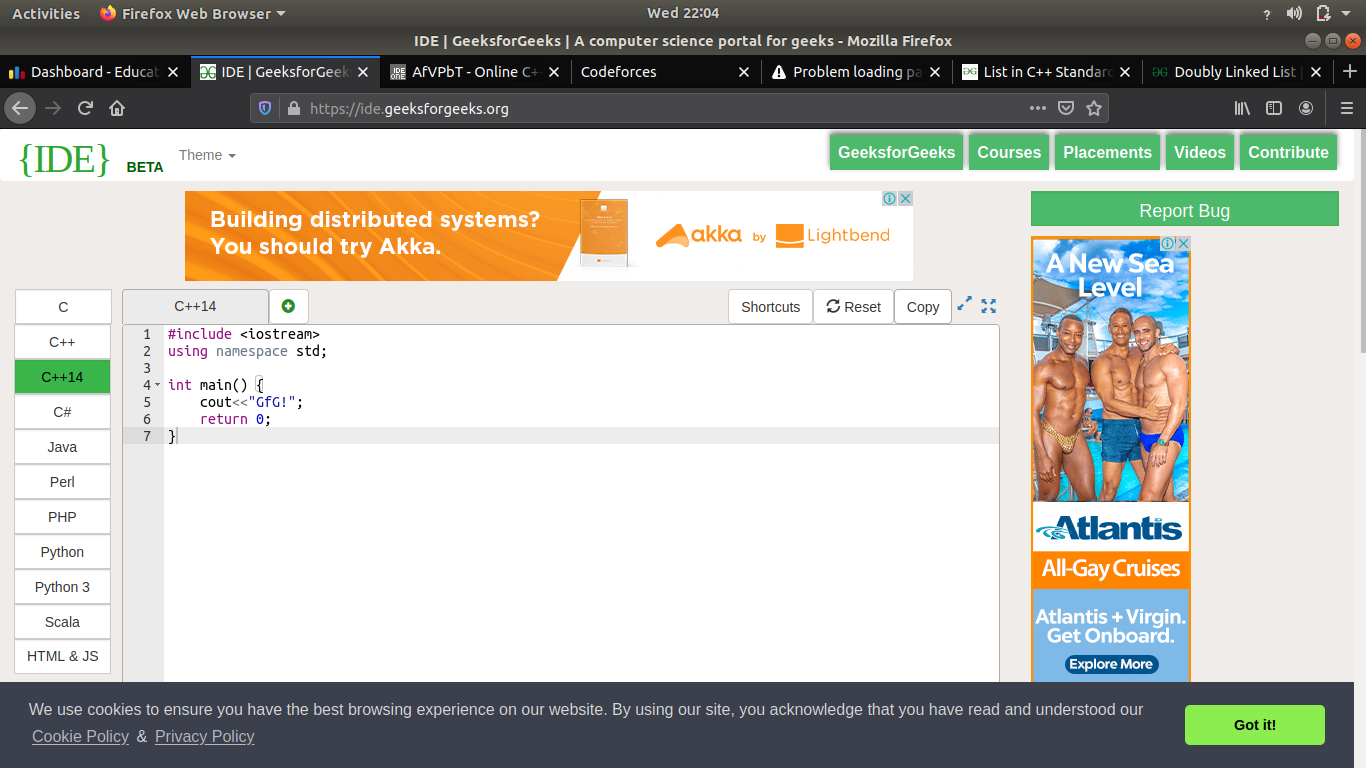 Activities Firefox Web Browser Wed 22:04 ?
IDE | GeeksforGeeks | A computer science portal for geeks - Mozilla Firefox
Dashboard - Educat IDE | GeeksforGeek AfVPbT - Online C+ Codeforces Problem loading pa List in C++ Standard Doubly Linked List |
https://ide.geeksforgeeks.org
{IDE} BETA Theme GeeksforGeeks Courses Placements Videos Contribute
Building distributed systems?
You should try Akka.
akka by Lightbend
Report Bug
A New Sea
Level
C
C++
C++14
C#
Java
Perl
PHP
Python
Python 3
Scala
HTML & JS
C++14 Shortcuts Reset Copy
1 #include <iostream>
2 using namespace std;
3
4 int main() {
5 cout<<"GfG!";
6 return 0;
7 }
Atlantis
All-Gay Cruises
Atlantis + Virgin.
Get Onboard.
Explore More
We use cookies to ensure you have the best browsing experience on our website. By using our site, you acknowledge that you have read and understood our
Cookie Policy & Privacy Policy
Got it!